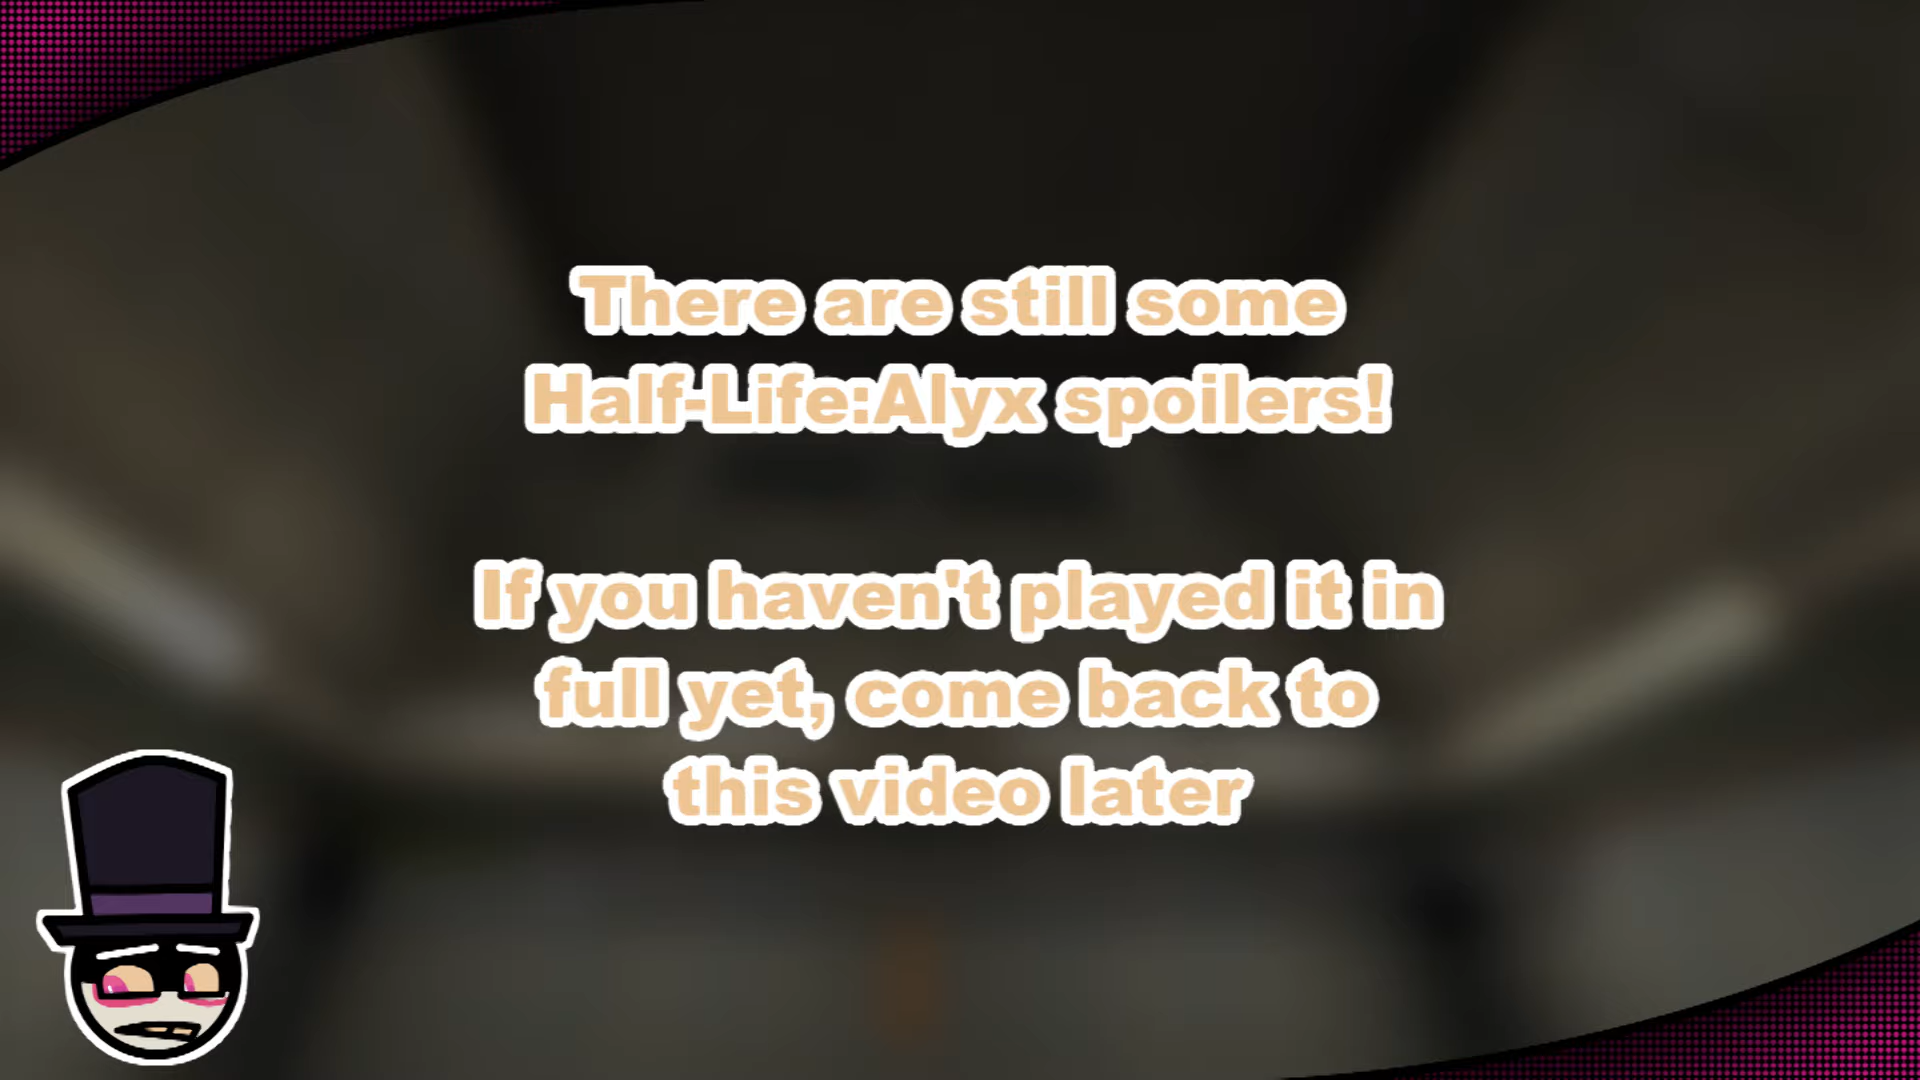 There are still some
Half-Life:Alyx spoilers!
If you haven't played it in
full yet, come back to
this video later